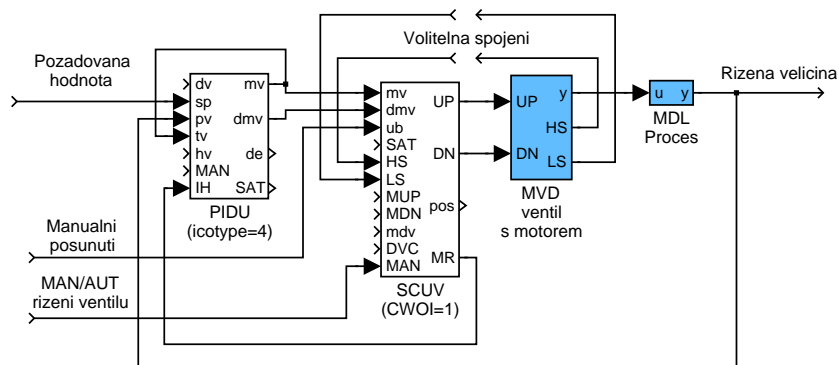 Volitelna spojeni
Pozadovana
hodnota
Rizena velicina
dv
mv
sp
pv
dmv
tv
hv
de
MAN
IH
SAT
PIDU
(icotype=4)
mv
UP
dmv
ub
SAT
DN
HS
LS
MUP
pos
MDN
mdv
DVC
MR
MAN
SCUV
(CWOI=1)
UP
y
HS
DN
LS
MVD
ventil
s motorem
u
y
MDL
Proces
Manualni
posunuti
MAN/AUT
rizeni ventilu